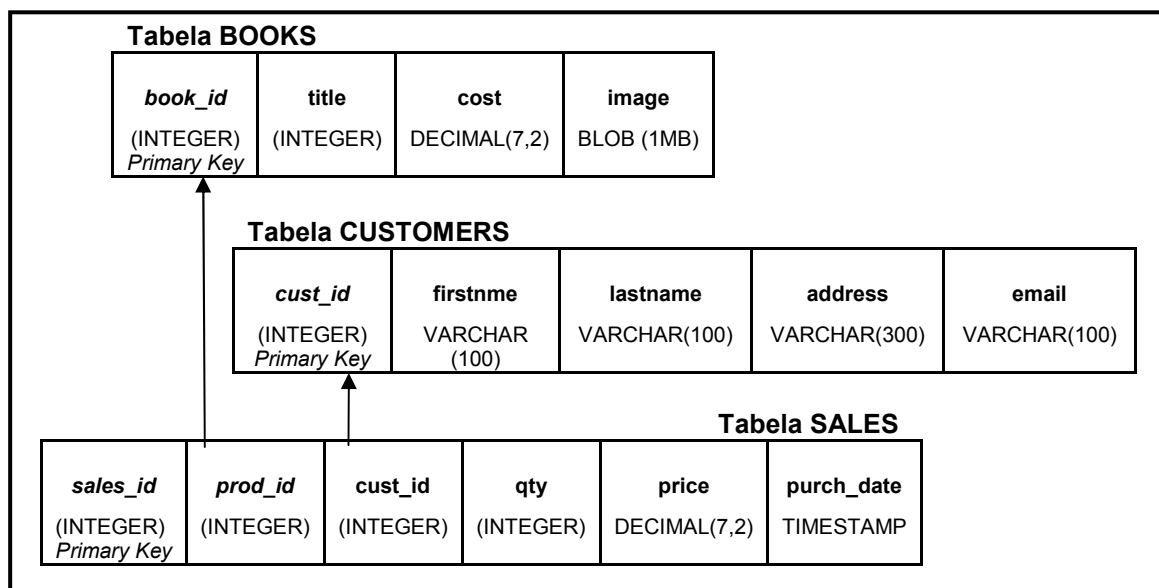 Tabela BOOKS
book_id title cost image
(INTEGER) (INTEGER) DECIMAL(7,2) BLOB (1MB)
Primary Key
Tabela CUSTOMERS
cust_id firstnme lastname address email
(INTEGER) VARCHAR VARCHAR(100) VARCHAR(300) VARCHAR(100)
Primary Key (100)
Tabela SALES
sales_id prod_id cust_id qty price purch_date
(INTEGER) (INTEGER) (INTEGER) (INTEGER) DECIMAL(7,2) TIMESTAMP
Primary Key